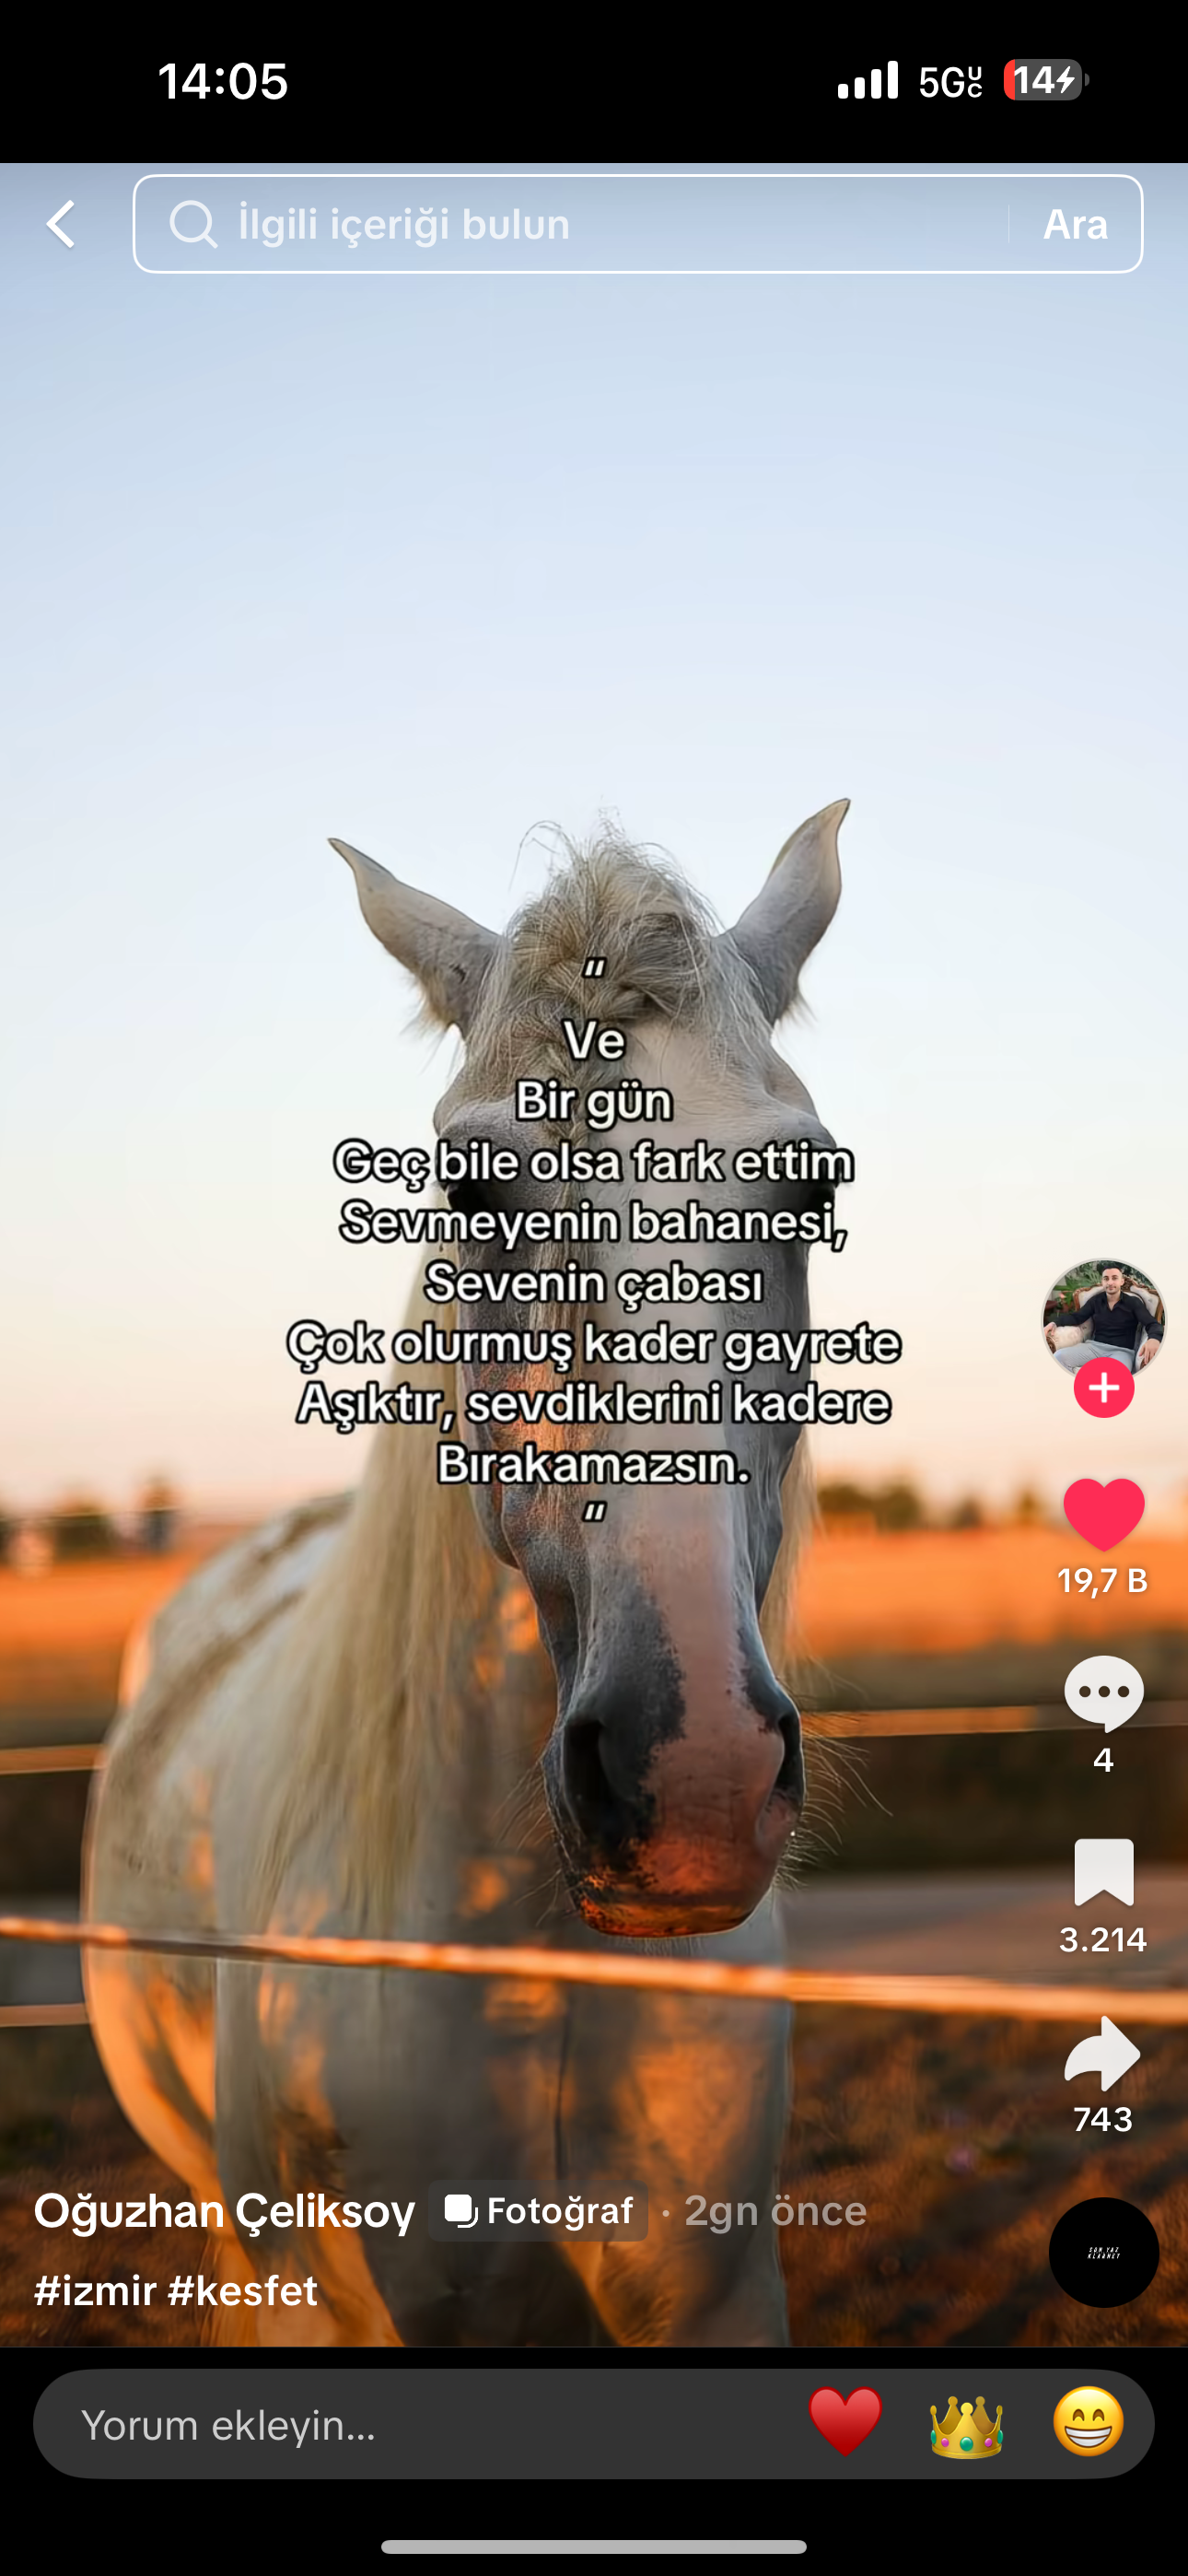 14:05
5G UC
14
İlgili içeriği bulun
Ara
"
Ve
Bir gün
Geç bile olsa fark ettim
Sevmeyenin bahanesi,
Sevenin çabası
Çok olurmuş kader gayrete
Aşıktır, sevdiklerini kadere
Bırakamazsın.
"
19,7 B
4
3.214
743
Oğuzhan Çeliksoy
Fotoğraf
· 2gn önce
#izmir #kesfet
Yorum ekleyin...